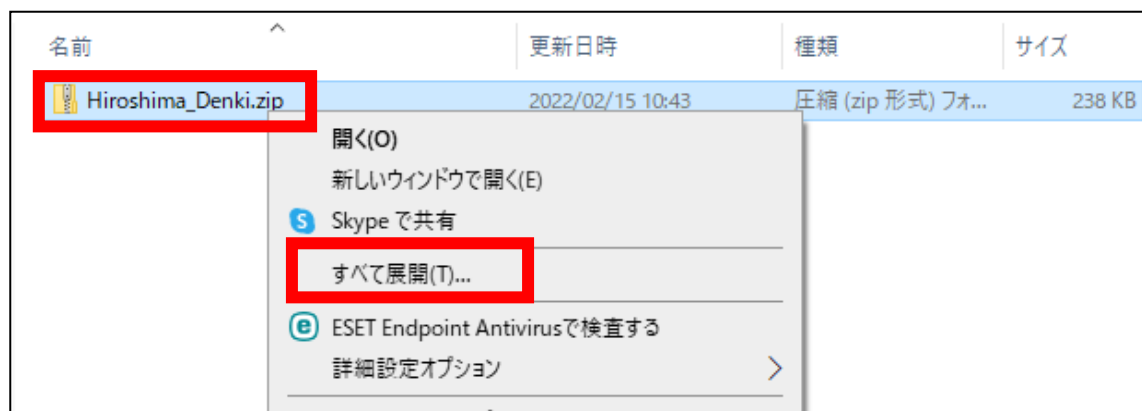 名前 更新日時 種類 サイズ
Hiroshima_Denki.zip 2022/02/15 10:43 圧縮 (zip 形式) フォ... 238 KB
開く(O)
新しいウィンドウで開く(E)
Skype で共有
すべて展開(T)...
ESET Endpoint Antivirusで検査する
詳細設定オプション